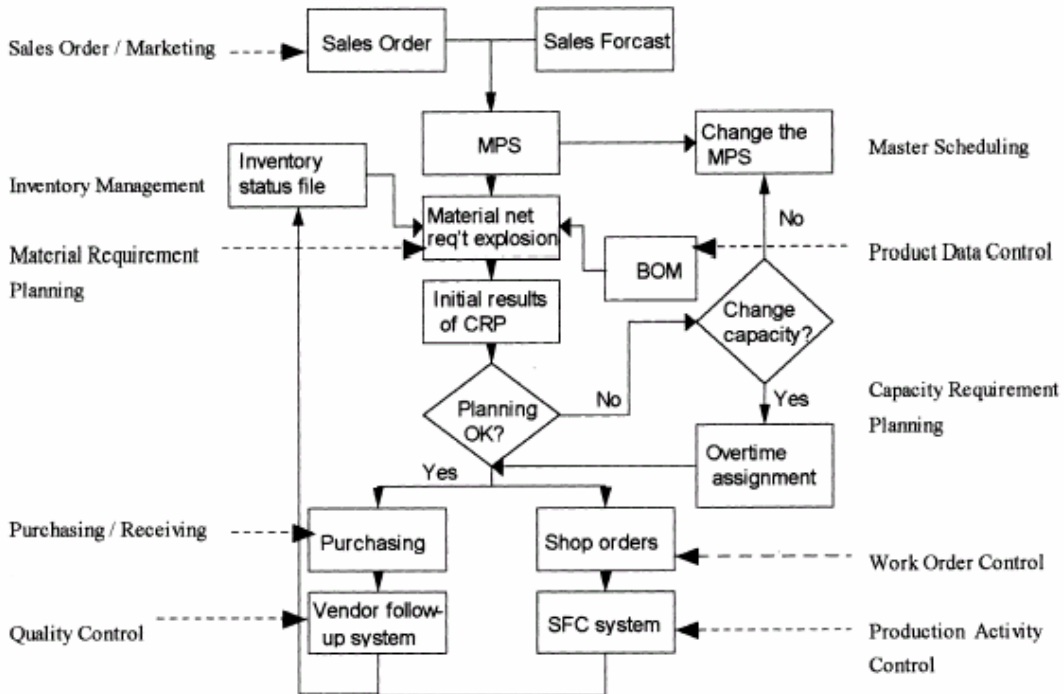 Sales Order / Marketing
Sales Order
Sales Forcast
MPS
Change the
MPS
Master Scheduling
Inventory
status file
Inventory Management
Material net
req't explosion
No
Material Requirement
Planning
BOM
Product Data Control
Initial results
of CRP
Change
capacity?
Planning
OK?
No
Yes
Capacity Requirement
Planning
Overtime
assignment
Yes
Purchasing / Receiving
Purchasing
Shop orders
Work Order Control
Quality Control
Vendor follow-
up system
SFC system
Production Activity
Control